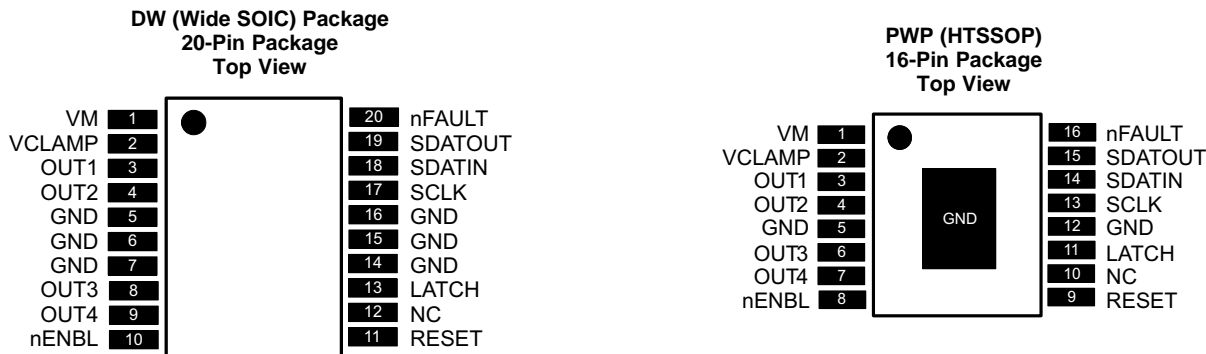 DW (Wide SOIC) Package
20-Pin Package
Top View
VM 1 20 nFAULT
VCLAMP 2 19 SDATOUT
OUT1 3 18 SDATIN
OUT2 4 17 SCLK
GND 5 16 GND
GND 6 15 GND
GND 7 14 GND
OUT3 8 13 LATCH
OUT4 9 12 NC
nENBL 10 11 RESET
PWP (HTSSOP)
16-Pin Package
Top View
VM 1 16 nFAULT
VCLAMP 2 15 SDATOUT
OUT1 3 14 SDATIN
OUT2 4 13 SCLK
GND 5 GND 12 GND
OUT3 6 11 LATCH
OUT4 7 10 NC
nENBL 8 9 RESET